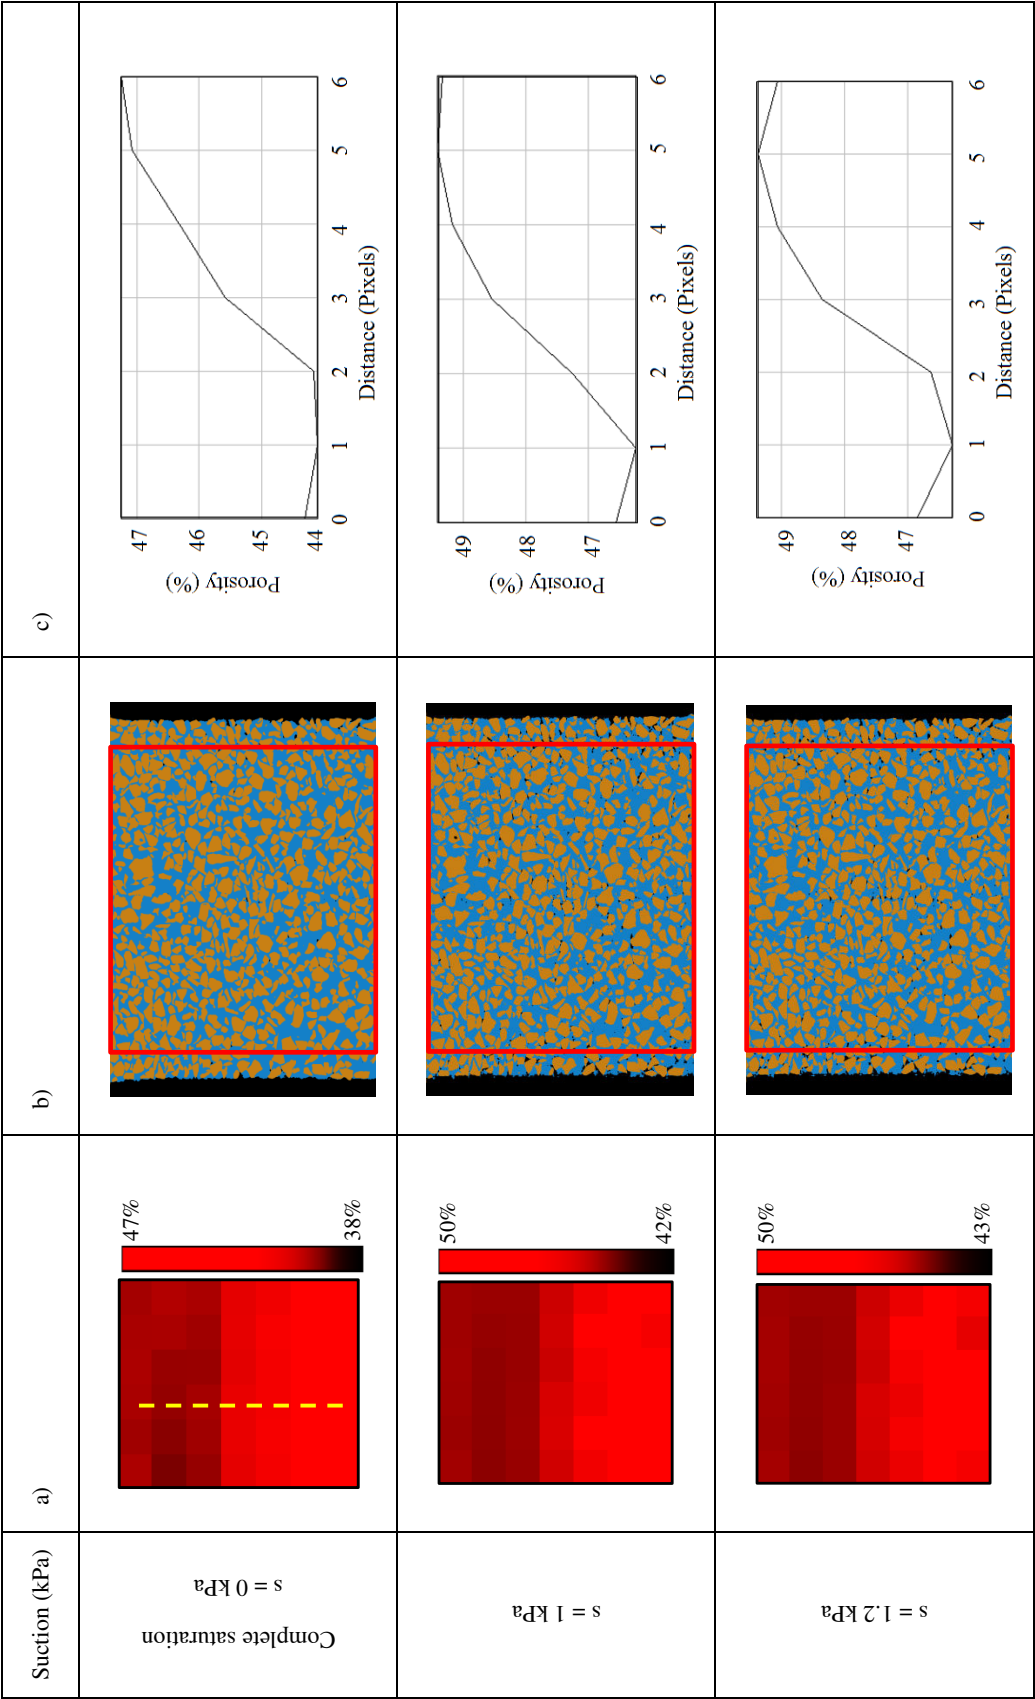 Suction (kPa)
a)
b)
c)
Complete saturation
s = 0 kPa
47%
38%
Porosity (%)
47
46
45
44
0
1
2
3
4
5
6
Distance (Pixels)
s = 1 kPa
50%
42%
Porosity (%)
49
48
47
0
1
2
3
4
5
6
Distance (Pixels)
s = 1.2 kPa
50%
43%
Porosity (%)
49
48
47
0
1
2
3
4
5
6
Distance (Pixels)